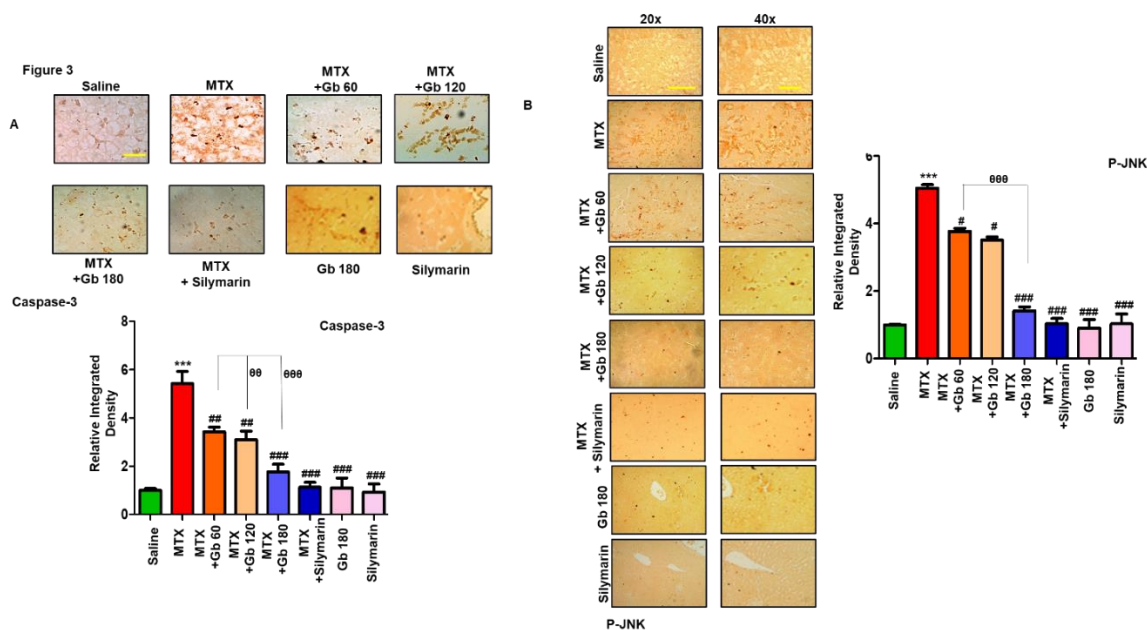 Figure 3
A
Saline
MTX
MTX
+Gb 60
MTX
+Gb 120
MTX
+Gb 180
MTX
+ Silymarin
Gb 180
Silymarin
Caspase-3
Caspase-3
Relative Integrated
Density
8
6
4
2
0
***
##
##
###
###
###
###
θθ
θθθ
Saline
MTX
MTX
+Gb 60
MTX
+Gb 120
MTX
+Gb 180
MTX
+Silymarin
Gb 180
Silymarin
B
20x
40x
Saline
MTX
MTX
+Gb 60
MTX
+Gb 120
MTX
+Gb 180
MTX
+ Silymarin
Gb 180
Silymarin
P-JNK
P-JNK
Relative Integrated
Density
6
4
2
0
***
#
#
###
###
###
###
θθθ
Saline
MTX
MTX
+Gb 60
MTX
+Gb 120
MTX
+Gb 180
MTX
+Silymarin
Gb 180
Silymarin